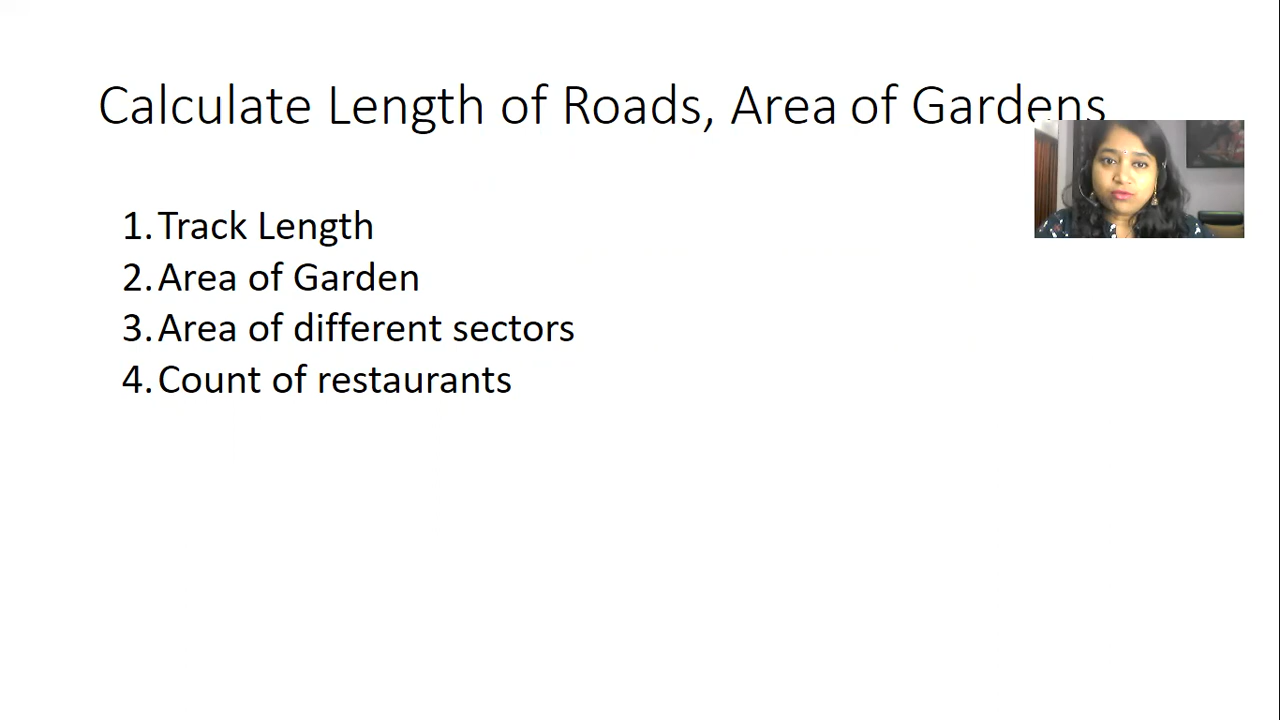 Calculate Length of Roads, Area of Gardens
1. Track Length
2. Area of Garden
3. Area of different sectors
4. Count of restaurants